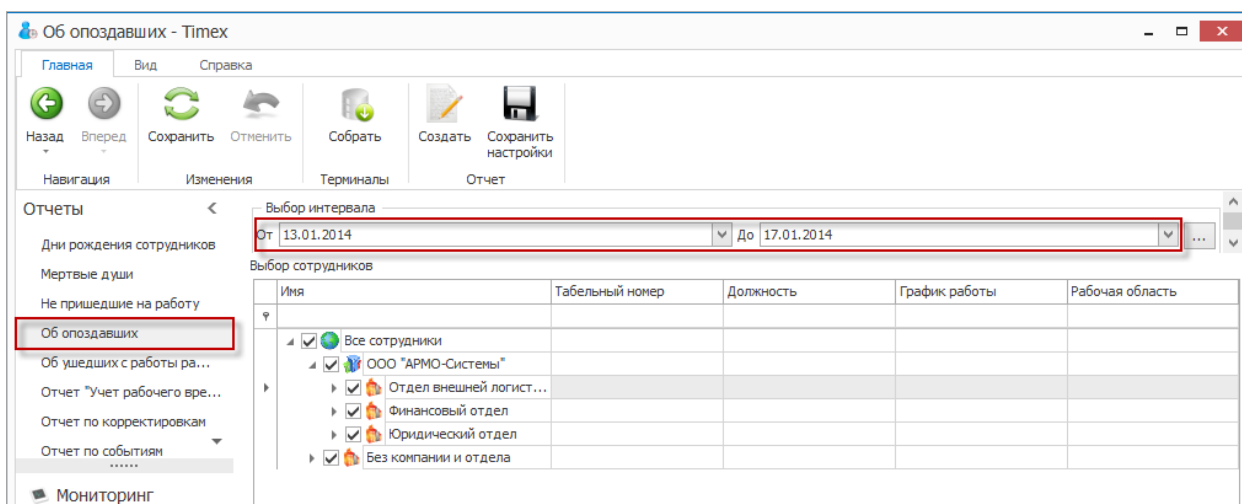 Об опоздавших - Timex
Главная Вид Справка
Назад Вперед Сохранить Отменить Собрать Создать Сохранить
настройки
Навигация Изменения Терминалы Отчет
Отчеты
Выбор интервала
От 13.01.2014 До 17.01.2014 ...
Выбор сотрудников
Имя Табельный номер Должность График работы Рабочая область
Дни рождения сотрудников
Мертвые души
Не пришедшие на работу
Об опоздавших
Об ушедших с работы ра...
Отчет "Учет рабочего вре...
Отчет по корректировкам
Отчет по событиям
Мониторинг
Все сотрудники
ООО "АРМО-Системы"
Отдел внешней логист...
Финансовый отдел
Юридический отдел
Без компании и отдела